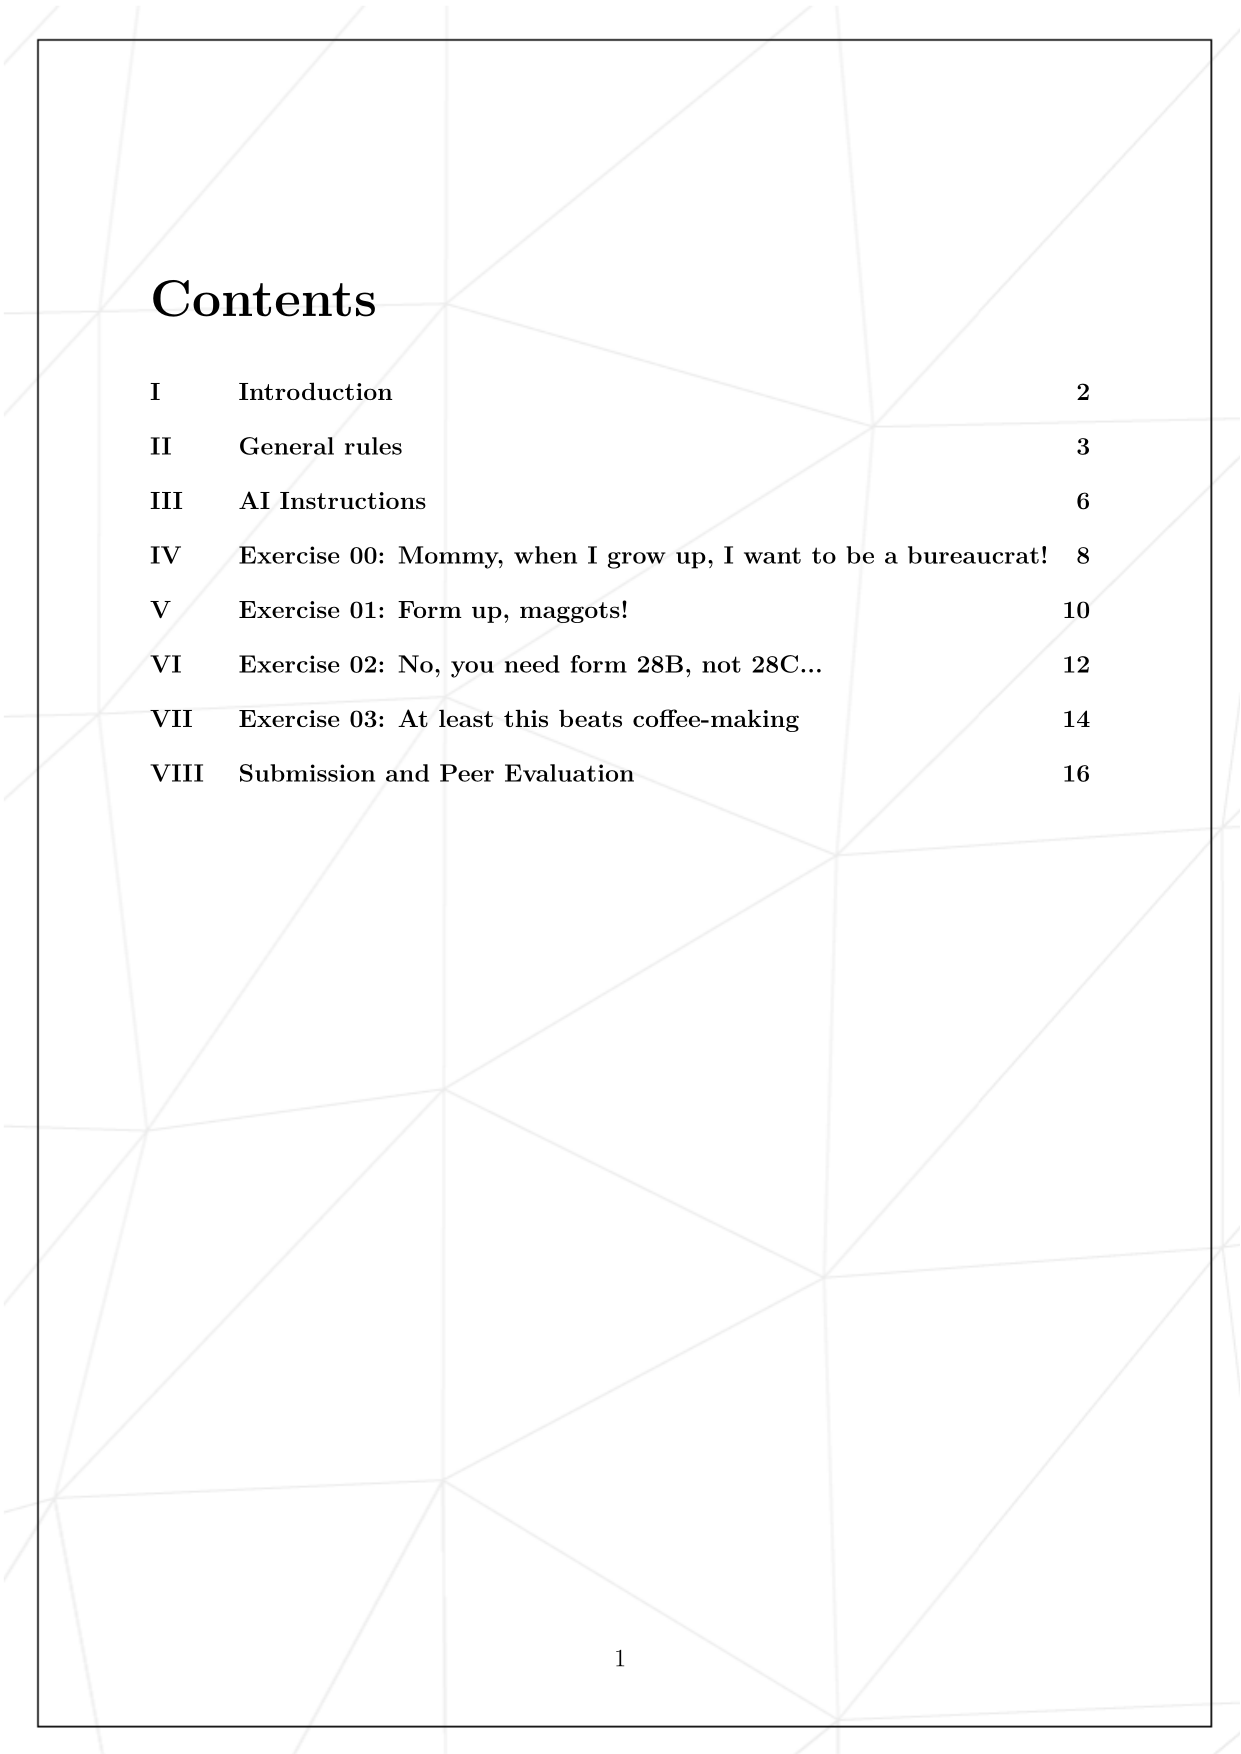 Contents
I Introduction 2
II General rules 3
III AI Instructions 6
IV Exercise 00: Mommy, when I grow up, I want to be a bureaucrat! 8
V Exercise 01: Form up, maggots! 10
VI Exercise 02: No, you need form 28B, not 28C... 12
VII Exercise 03: At least this beats coffee-making 14
VIII Submission and Peer Evaluation 16
1